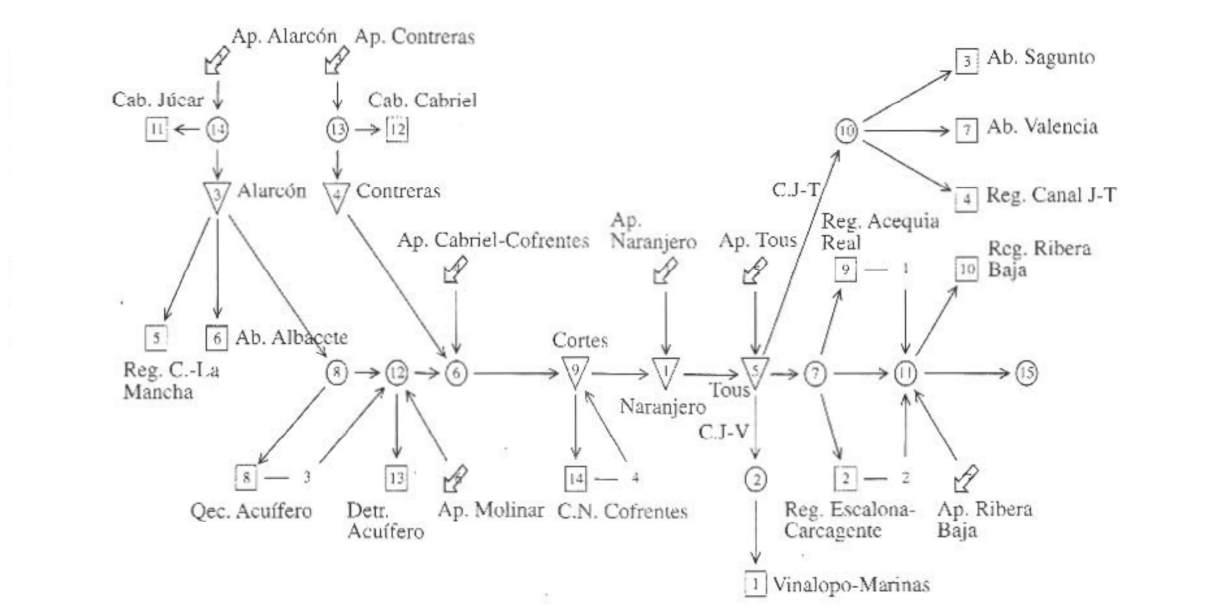 Ap. Alarcón
Ap. Contreras
Cab. Júcar
Cab. Cabriel
11
14
13
12
3
Alarcón
4
Contreras
3
Ab. Sagunto
10
7
Ab. Valencia
4
Reg. Canal J-T
C.J-T
Ap. Cabriel-Cofrentes
Ap.
Naranjero
Ap. Tous
Reg. Acequia
Real
9
1
10
Reg. Ribera
Baja
5
6
Ab. Albacete
Reg. C.-La
Mancha
8
12
6
Cortes
9
1
Naranjero
5
Tous
7
11
15
C.J-V
8
3
Qec. Acuífero
13
Detr.
Acuífero
Ap. Molinar
14
4
C.N. Cofrentes
2
2
2
Reg. Escalona-
Carcagente
Ap. Ribera
Baja
1
Vinalopo-Marinas